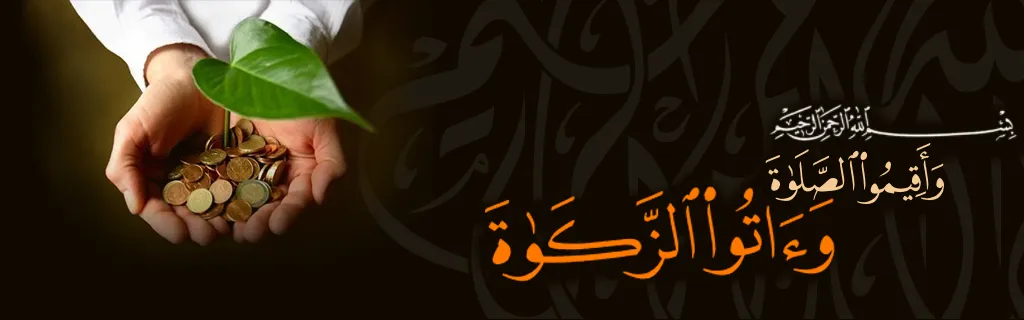 بِسْمِ اللَّهِ الرَّحْمَٰنِ الرَّحِيمِ
وَأَقِيمُوا۟ ٱلصَّلَوٰةَ
وَءَاتُوا۟ ٱلزَّكَوٰةَ